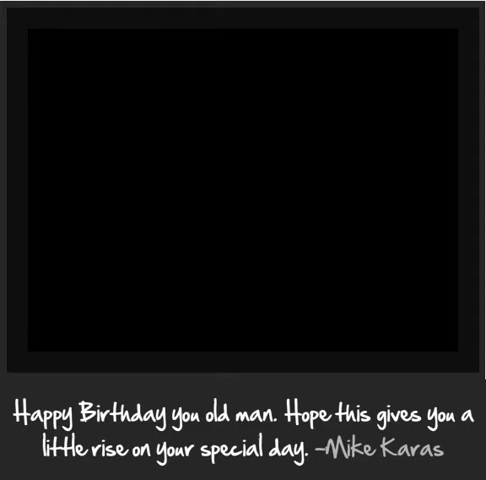 Happy Birthday you old man. Hope this gives you a
little rise on your special day. -Mike Karas